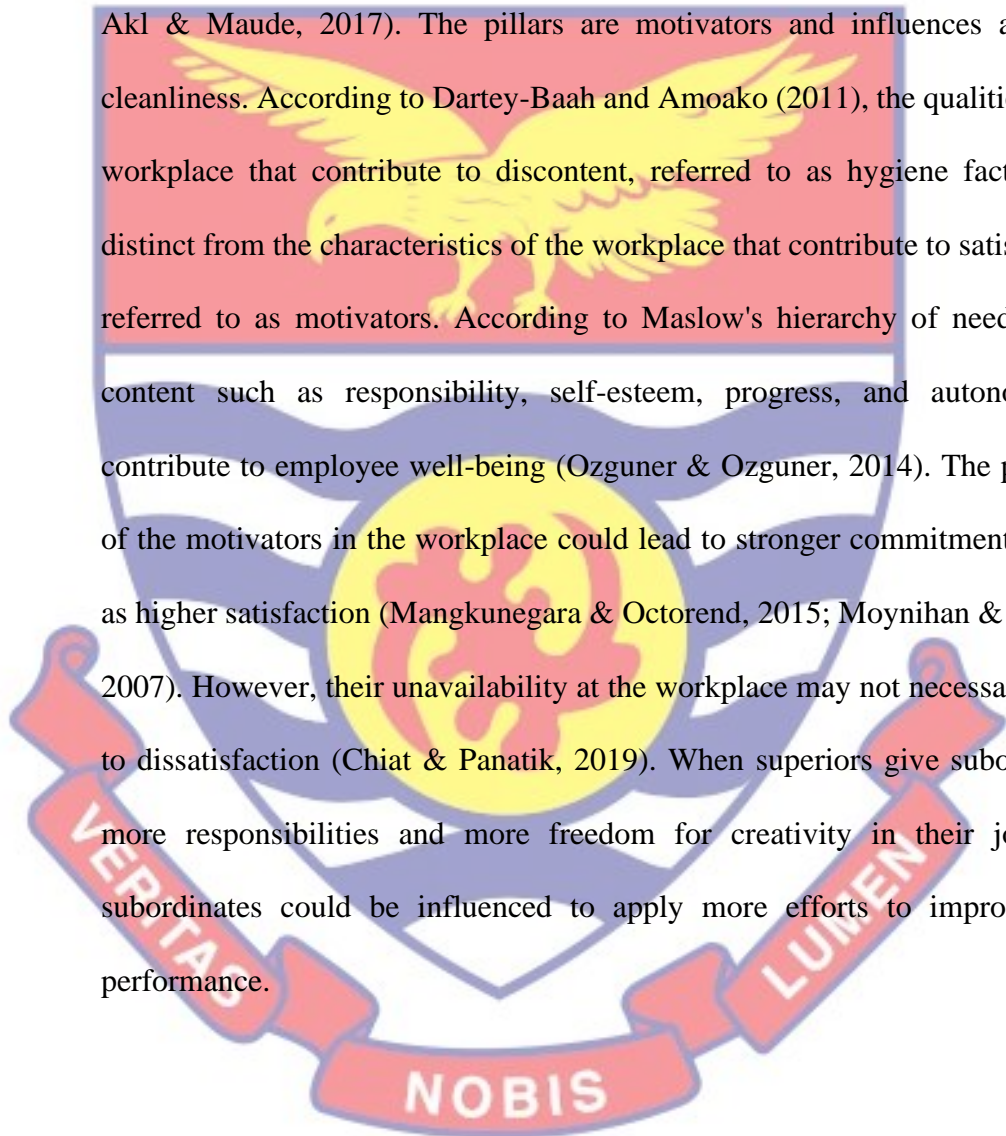 Akl & Maude, 2017). The pillars are motivators and influences a
cleanliness. According to Dartey-Baah and Amoako (2011), the qualiti
workplace that contribute to discontent, referred to as hygiene fact
distinct from the characteristics of the workplace that contribute to satis
referred to as motivators. According to Maslow's hierarchy of need
content such as responsibility, self-esteem, progress, and autono
contribute to employee well-being (Ozguner & Ozguner, 2014). The p
of the motivators in the workplace could lead to stronger commitment
as higher satisfaction (Mangkunegara & Octorend, 2015; Moynihan &
2007). However, their unavailability at the workplace may not necessa
to dissatisfaction (Chiat & Panatik, 2019). When superiors give subo
more responsibilities and more freedom for creativity in their jo
subordinates could be influenced to apply more efforts to impro
performance.
VERITAS
NOBIS
LUMEN